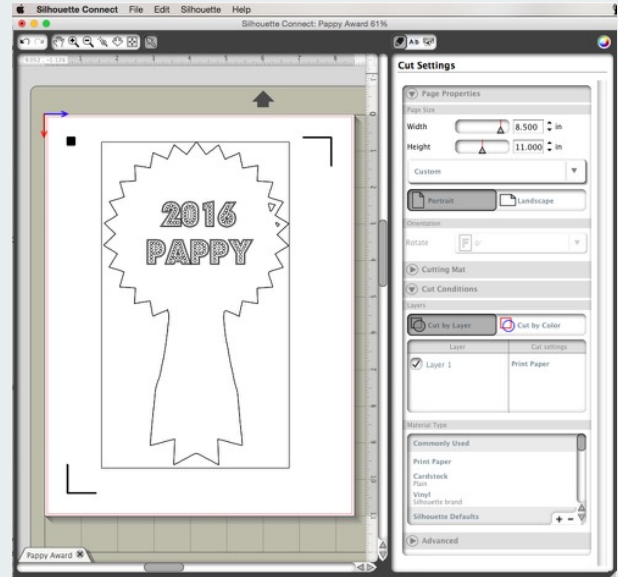 Silhouette Connect File Edit Silhouette Help
Silhouette Connect: Pappy Award 61%
Cut Settings
Page Properties
Page Size
Width 8.500 in
Height 11.000 in
Custom
Portrait Landscape
Orientation
Rotate
Cutting Mat
Cut Conditions
Layers
Cut by Layer Cut by Color
Layer Cut settings
Layer 1 Print Paper
Material Type
Commonly Used
Print Paper
Cardstock
Plain
Vinyl
Silhouette brand
Silhouette Defaults
+ -
Advanced
2016
PAPPY
Pappy Award